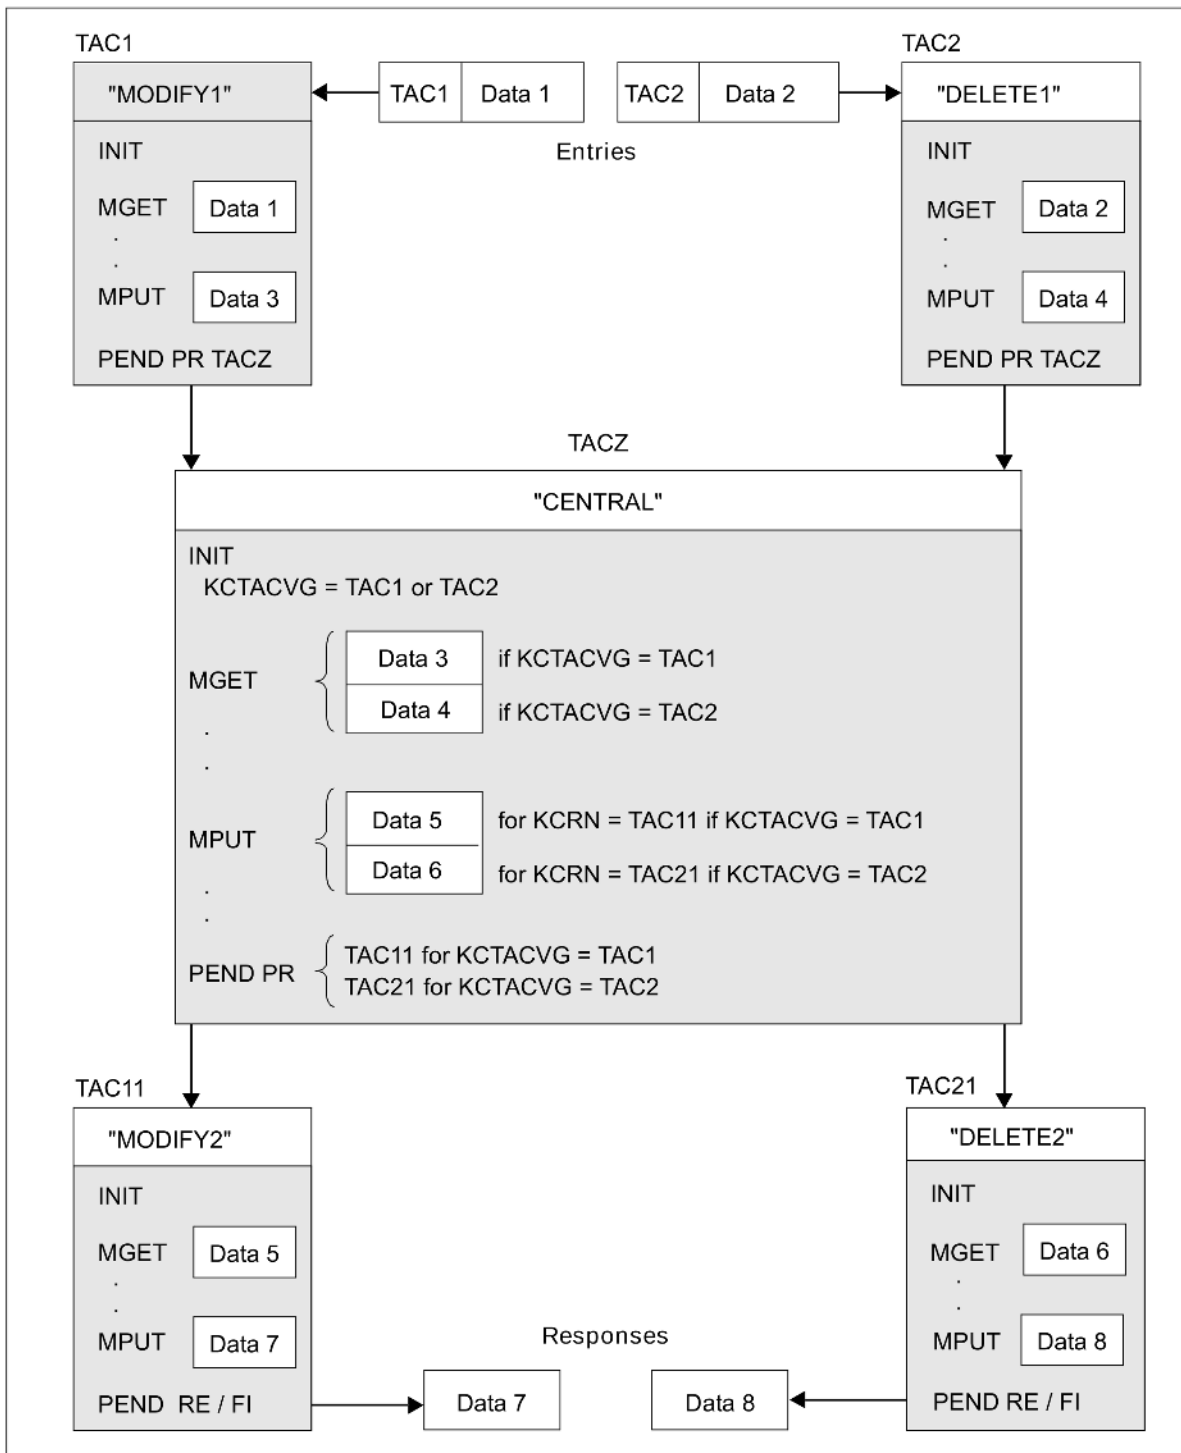 TAC1
TAC2
"MODIFY1"
TAC1 Data 1
TAC2 Data 2
"DELETE1"
Entries
INIT
MGET Data 1
.
.
MPUT Data 3
PEND PR TACZ
INIT
MGET Data 2
.
.
MPUT Data 4
PEND PR TACZ
TACZ
"CENTRAL"
INIT
KCTACVG = TAC1 or TAC2
MGET
Data 3 if KCTACVG = TAC1
Data 4 if KCTACVG = TAC2
.
.
MPUT
Data 5 for KCRN = TAC11 if KCTACVG = TAC1
Data 6 for KCRN = TAC21 if KCTACVG = TAC2
.
.
PEND PR
TAC11 for KCTACVG = TAC1
TAC21 for KCTACVG = TAC2
TAC11
"MODIFY2"
INIT
MGET Data 5
.
.
MPUT Data 7
PEND RE / FI
TAC21
"DELETE2"
INIT
MGET Data 6
.
.
MPUT Data 8
PEND RE / FI
Responses
Data 7
Data 8